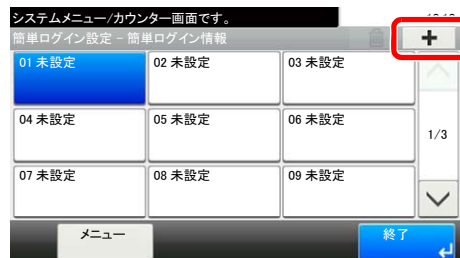 システムメニュー/カウンター画面です。
簡単ログイン設定 - 簡単ログイン情報
+
01 未設定
02 未設定
03 未設定
04 未設定
05 未設定
06 未設定
1/3
07 未設定
08 未設定
09 未設定
メニュー
終了